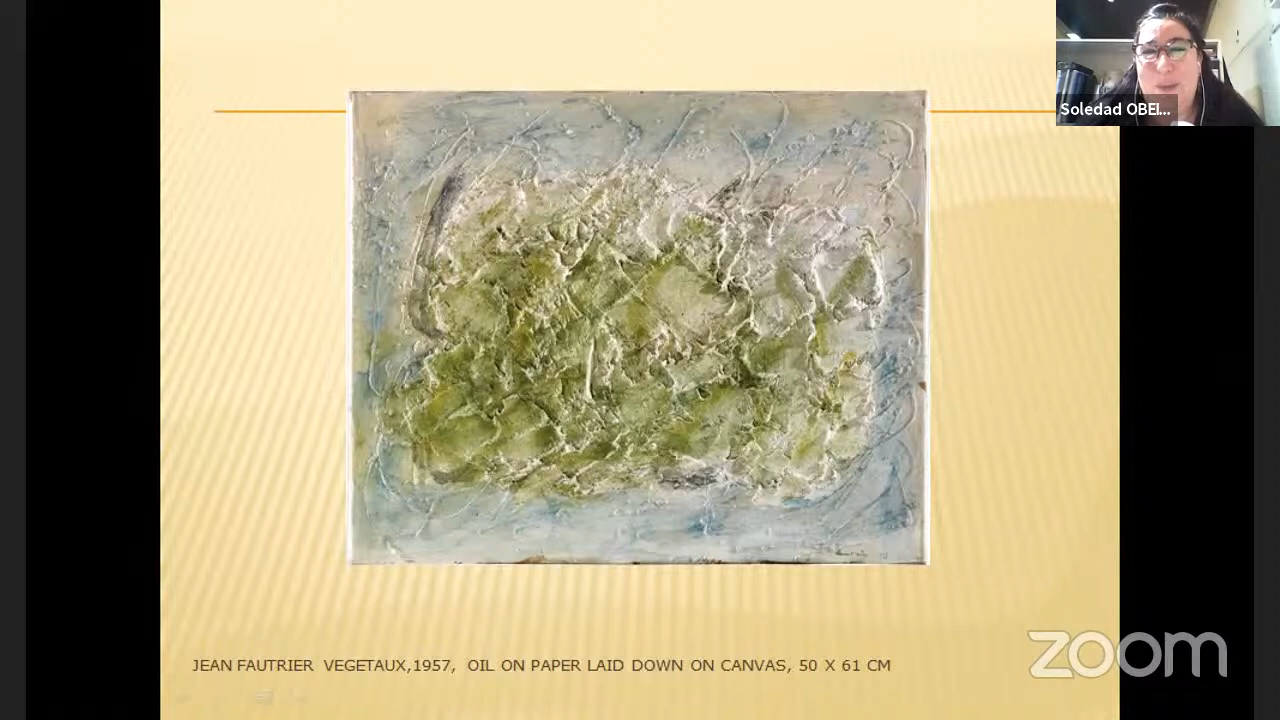 Soledad OBEI...
JEAN FAUTRIER VEGETAUX,1957, OIL ON PAPER LAID DOWN ON CANVAS, 50 X 61 CM
zoom